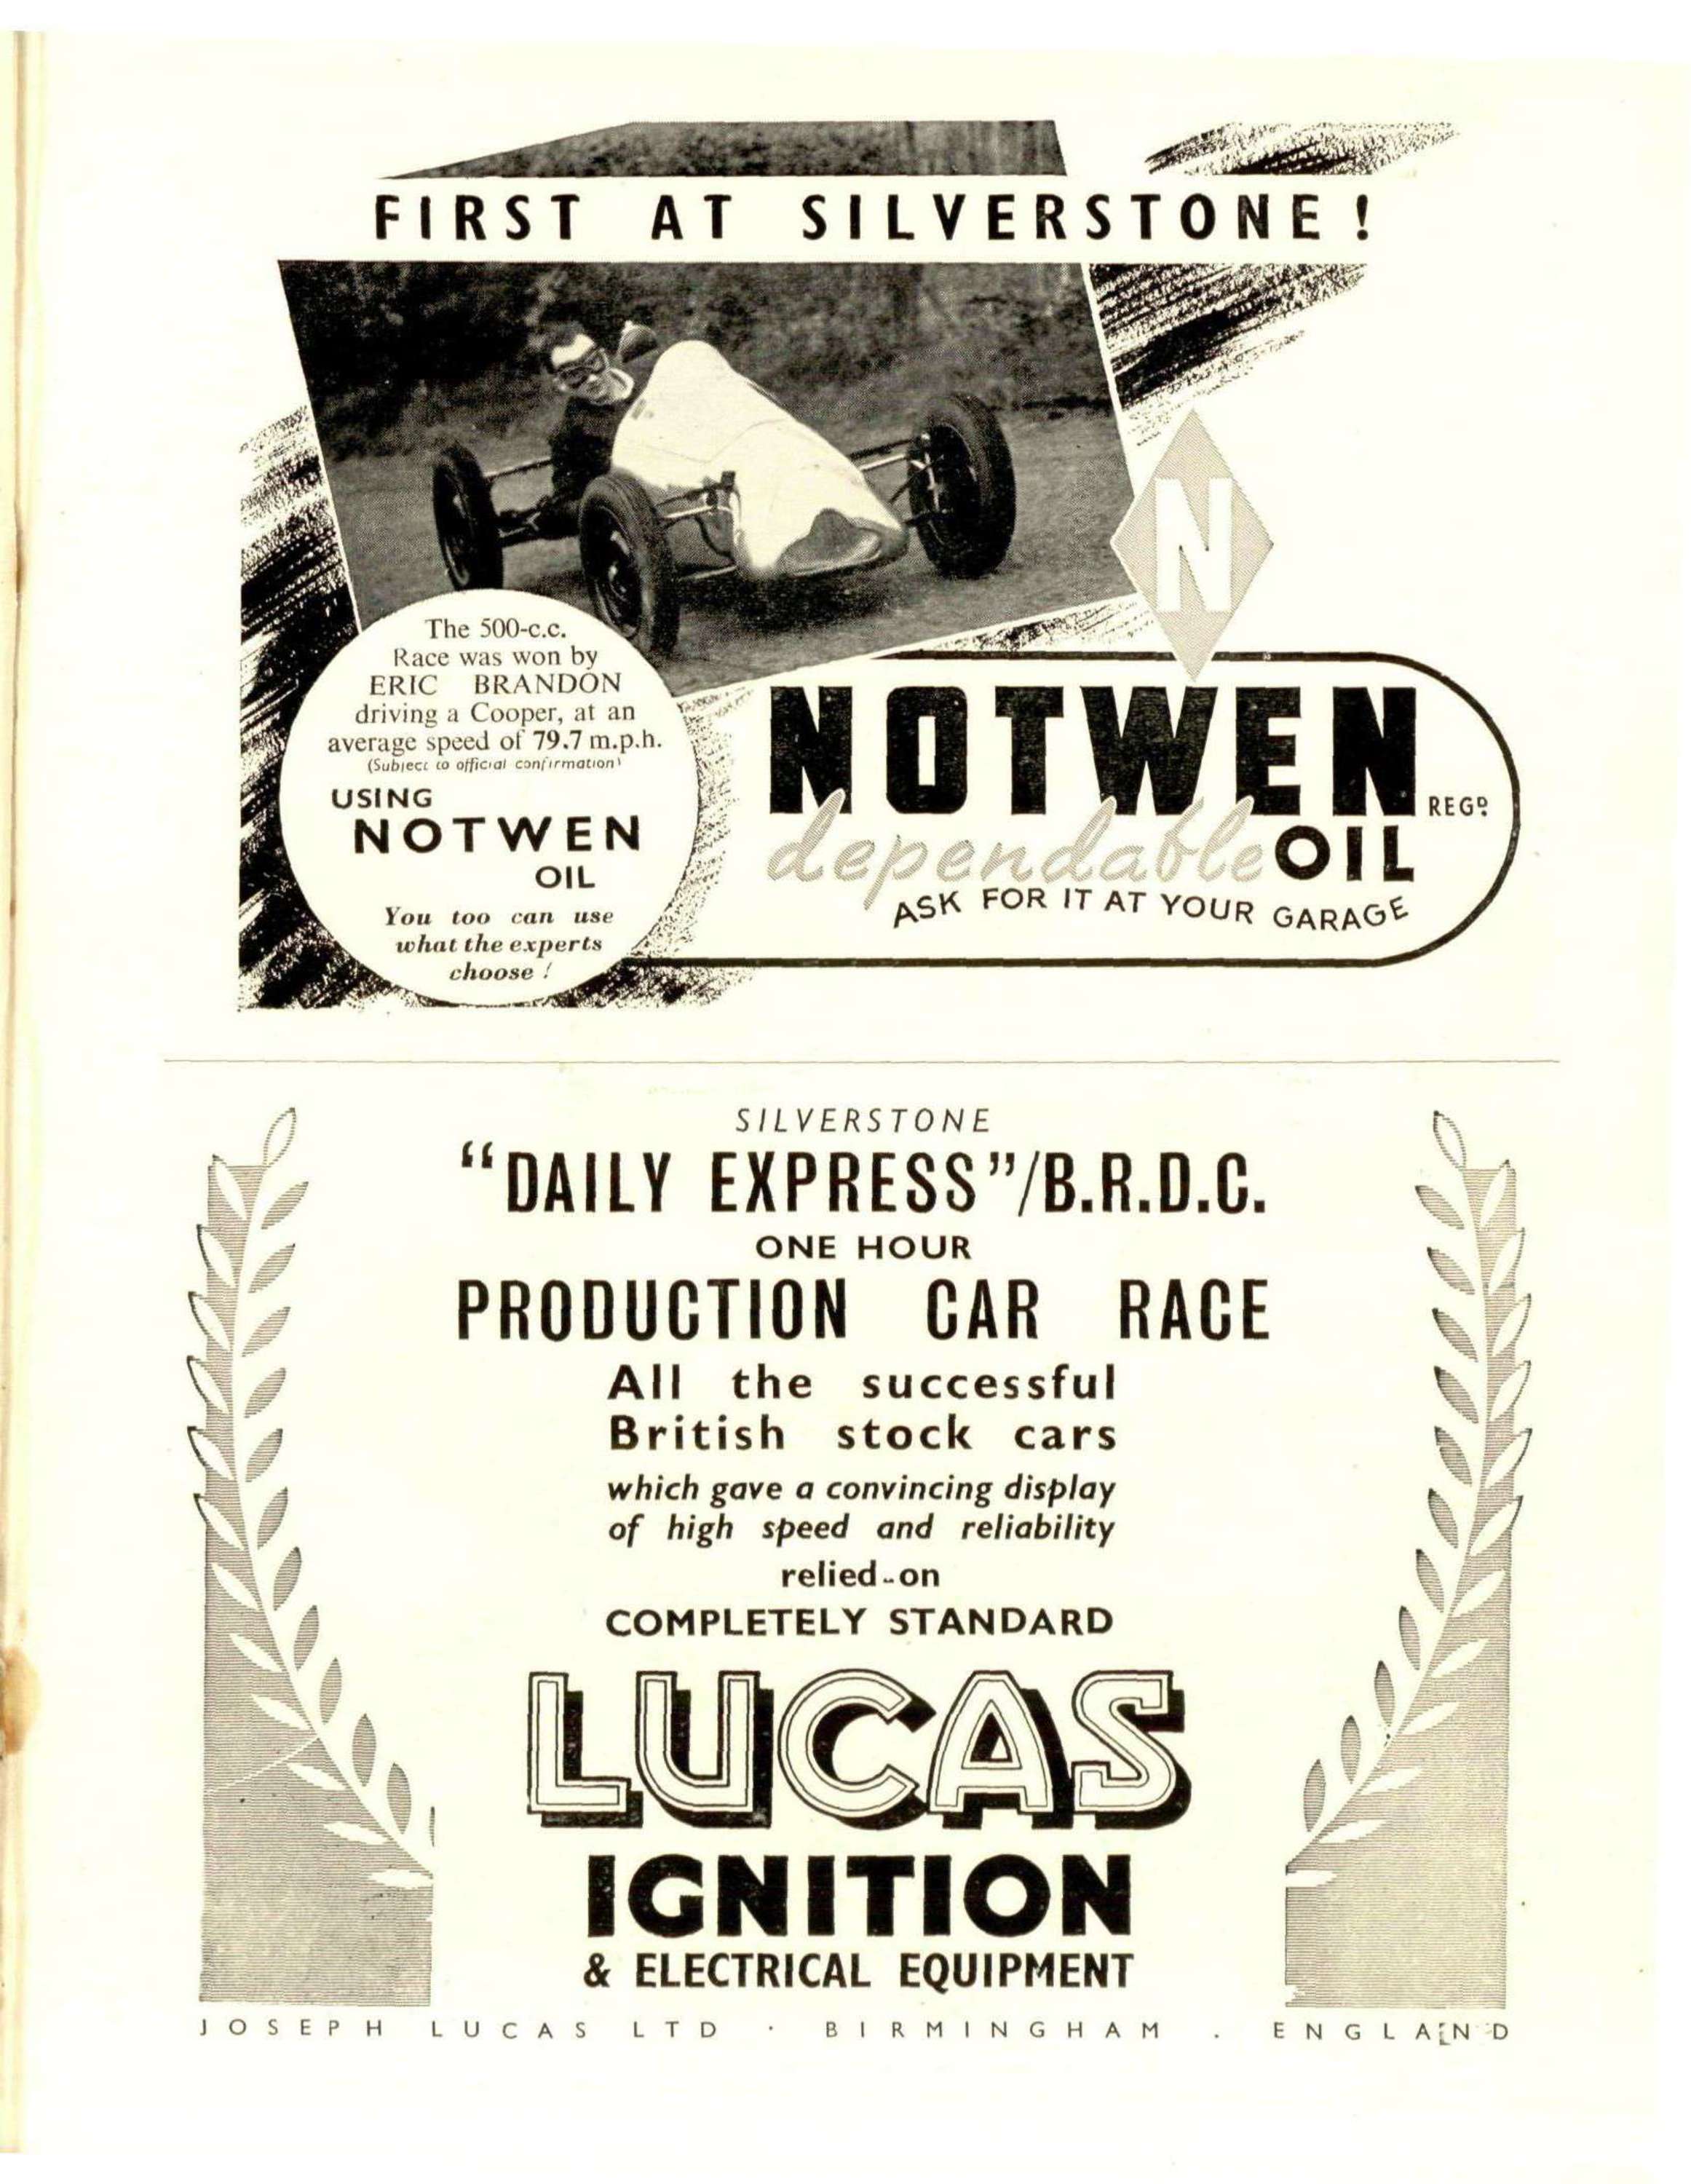 FIRST AT SILVERSTONE!
N
The 500-c.c.
Race was won by
ERIC BRANDON
driving a Cooper, at an
average speed of 79.7 m.p.h.
(Subject to official confirmation)
USING
NOTWEN
OIL
You too can use
what the experts
choose!
NOTWEN REGD
dependable OIL
ASK FOR IT AT YOUR GARAGE
SILVERSTONE
"DAILY EXPRESS"/B.R.D.C.
ONE HOUR
PRODUCTION CAR RACE
All the successful
British stock cars
which gave a convincing display
of high speed and reliability
relied-on
COMPLETELY STANDARD
LUCAS
IGNITION
& ELECTRICAL EQUIPMENT
JOSEPH LUCAS LTD · BIRMINGHAM . ENGLAND